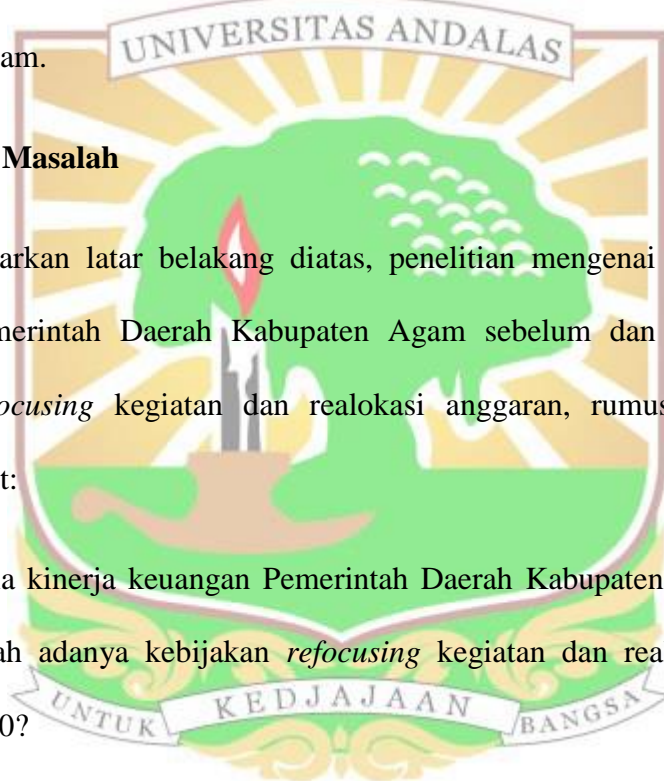 UNIVERSITAS ANDALAS
am.
Masalah
arkan latar belakang diatas, penelitian mengenai
merintah Daerah Kabupaten Agam sebelum dan
ocusing kegiatan dan realokasi anggaran, rumus
t:
a kinerja keuangan Pemerintah Daerah Kabupaten
ah adanya kebijakan refocusing kegiatan dan rea
0?
UNTUK KEDJAJAAN BANGSA